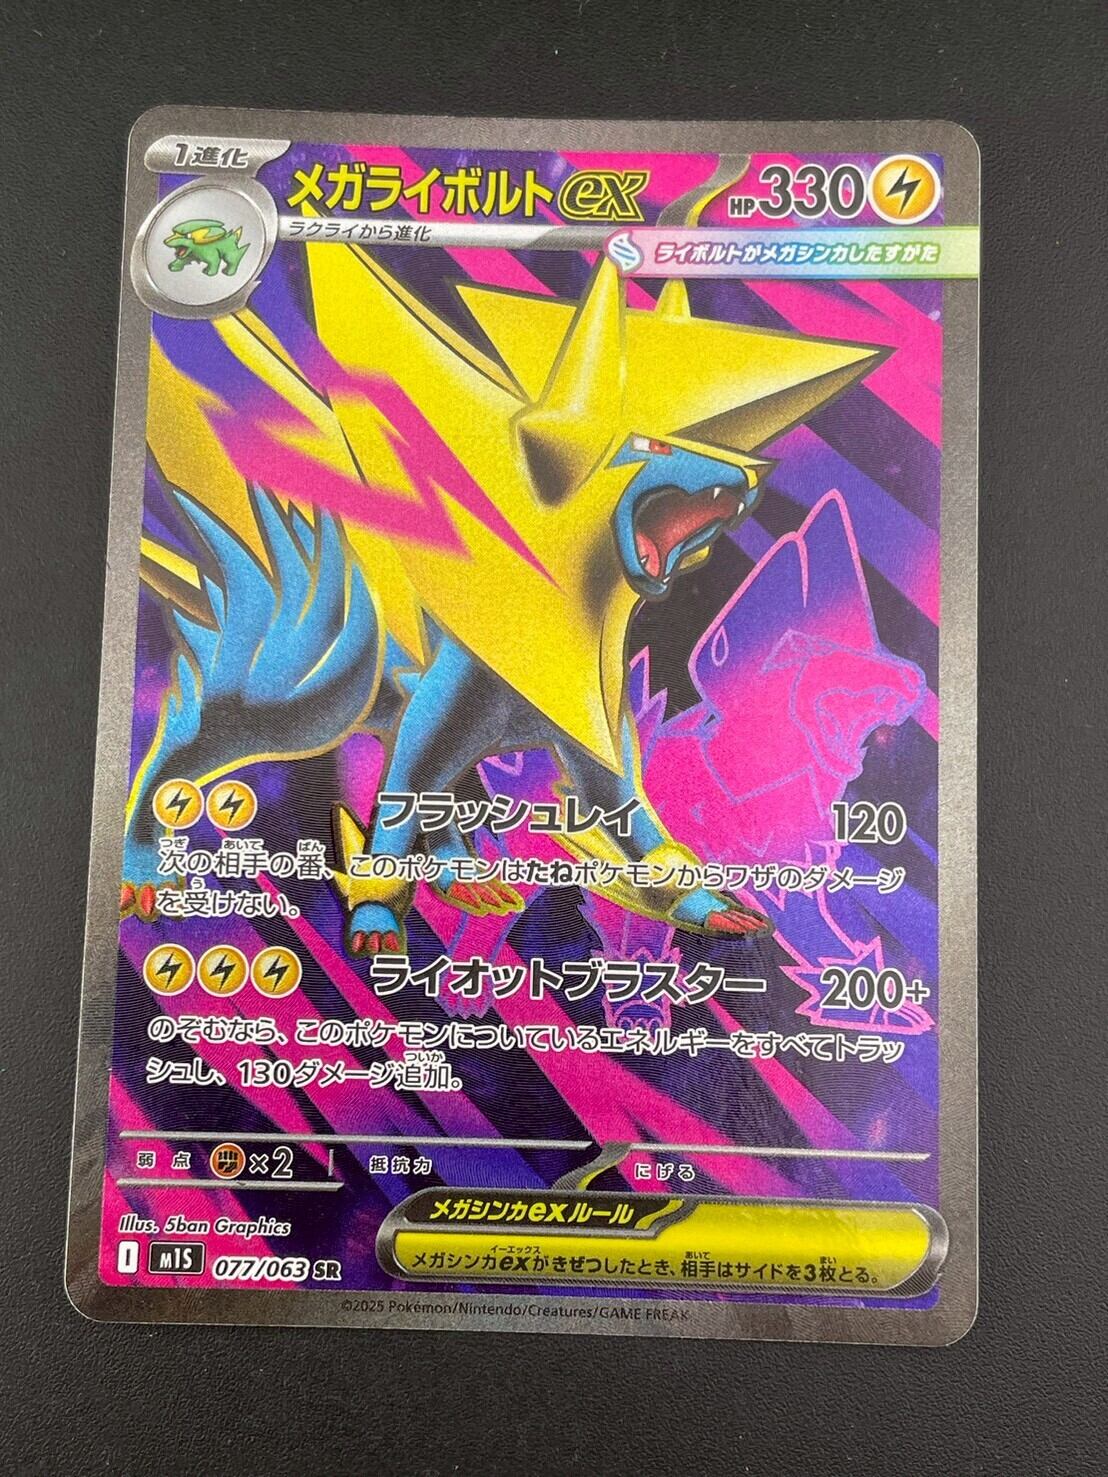 1進化
メガライボルトex
HP330
ラクライから進化
ライボルトがメガシンカしたすがた
フラッシュレイ 120
次の相手の番、このポケモンはたねポケモンからワザのダメージ
を受けない。
ライオットブラスター 200+
のぞむなら、このポケモンについているエネルギーをすべてトラッ
シュし、130ダメージ追加。
弱点 ×2 抵抗力 にげる
メガシンカexルール
メガシンカexがきぜつしたとき、相手はサイドを3枚とる。
Illus. 5ban Graphics
I M1S 077/063 SR
©2025 Pokémon/Nintendo/Creatures/GAME FREAK